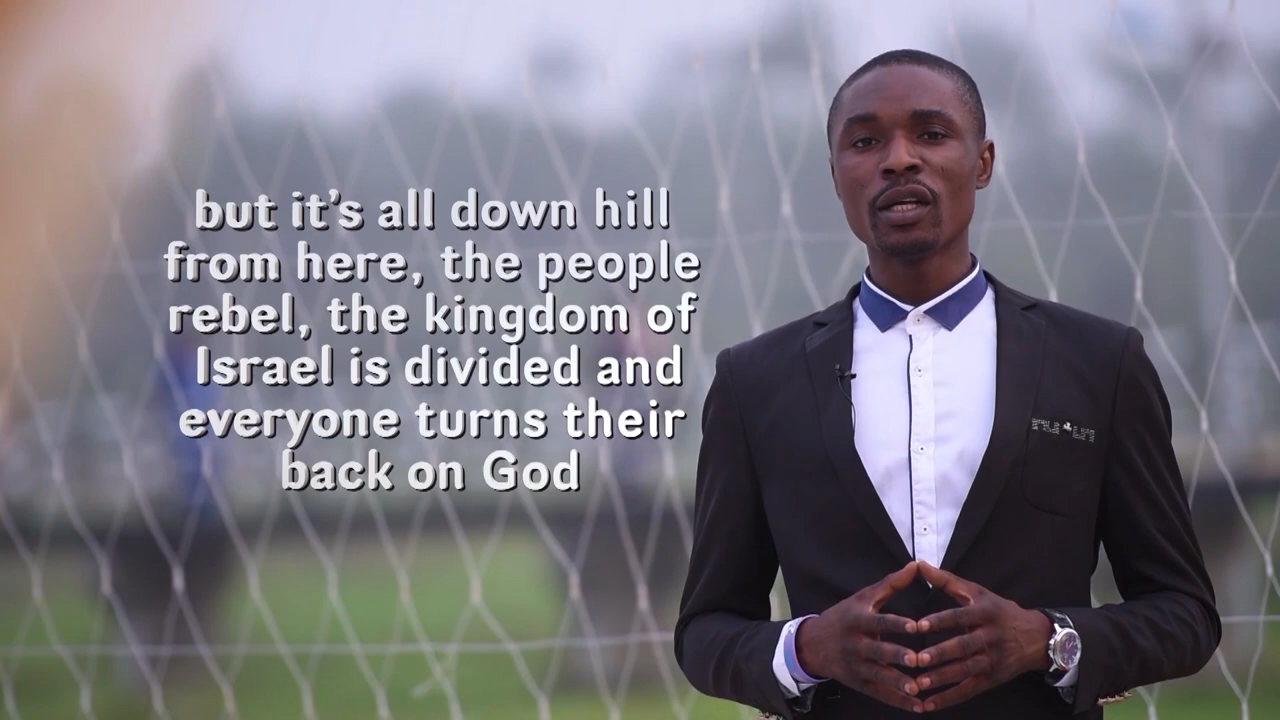 but it's all down hill
from here, the people
rebel, the kingdom of
Israel is divided and
everyone turns their
back on God